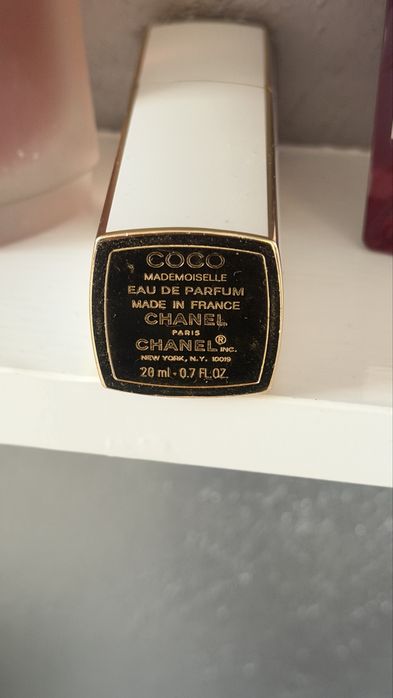 COCO
MADEMOISELLE
EAU DE PARFUM
MADE IN FRANCE
CHANEL
PARIS
CHANEL® INC.
NEW YORK, N.Y. 10019
20 ml - 0.7 FL.OZ.